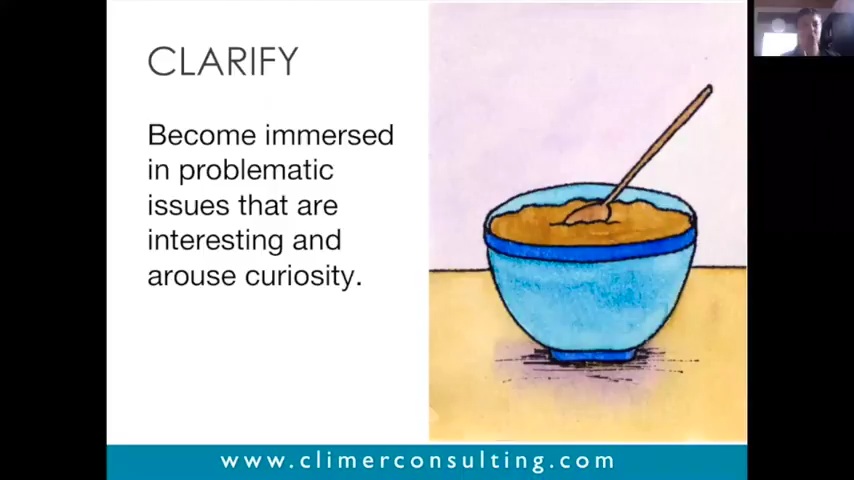 CLARIFY
Become immersed
in problematic
issues that are
interesting and
arouse curiosity.
www.climerconsulting.com